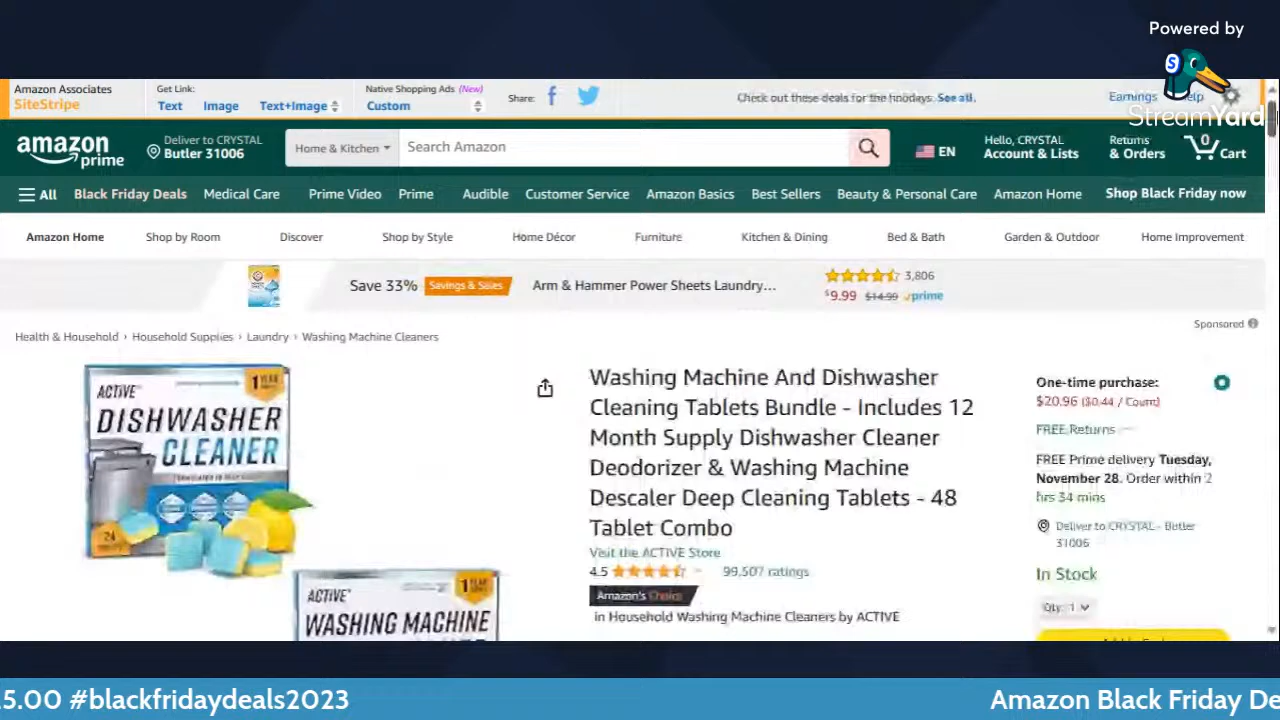 Powered by
StreamYard
Amazon Associates
SiteStripe
Get Link:
Text Image Text+Image
Native Shopping Ads (New)
Custom
Share:
Check out these deals for the holidays. See all.
Earnings Help
amazon prime
Deliver to CRYSTAL
Butler 31006
Home & Kitchen
Search Amazon
EN
Hello, CRYSTAL
Account & Lists
Returns
& Orders
0
Cart
All Black Friday Deals Medical Care Prime Video Prime Audible Customer Service Amazon Basics Best Sellers Beauty & Personal Care Amazon Home Shop Black Friday now
Amazon Home Shop by Room Discover Shop by Style Home Décor Furniture Kitchen & Dining Bed & Bath Garden & Outdoor Home Improvement
Save 33% Savings & Sales Arm & Hammer Power Sheets Laundry...
3,806
$9.99 $14.99 prime
Sponsored
Health & Household › Household Supplies › Laundry › Washing Machine Cleaners
ACTIVE
1 YEAR
DISHWASHER
CLEANER
24
ACTIVE
1 YEAR
WASHING MACHINE
Washing Machine And Dishwasher
Cleaning Tablets Bundle - Includes 12
Month Supply Dishwasher Cleaner
Deodorizer & Washing Machine
Descaler Deep Cleaning Tablets - 48
Tablet Combo
Visit the ACTIVE Store
4.5 99,507 ratings
Amazon's Choice
in Household Washing Machine Cleaners by ACTIVE
One-time purchase:
$20.96 ($0.44 / Count)
FREE Returns
FREE Prime delivery Tuesday,
November 28. Order within 2
hrs 34 mins
Deliver to CRYSTAL - Butler
31006
In Stock
Qty: 1
5.00 #blackfridaydeals2023
Amazon Black Friday De